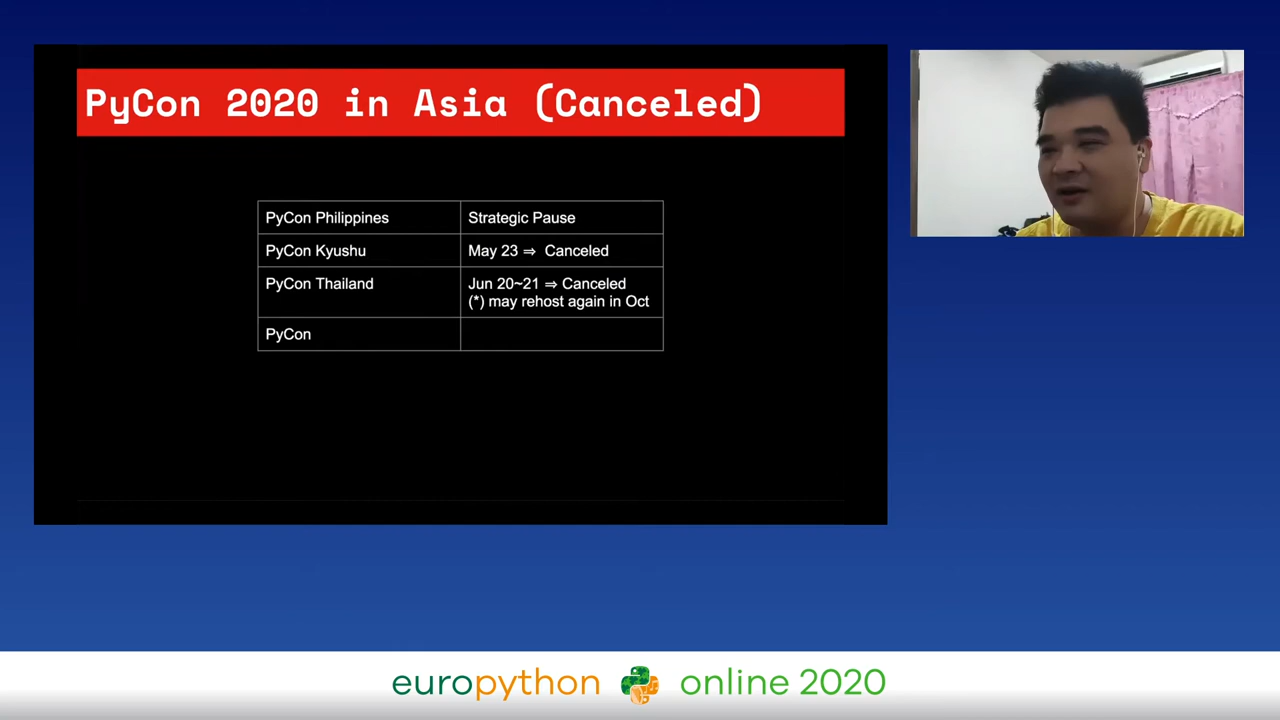 PyCon 2020 in Asia (Canceled)
PyCon Philippines Strategic Pause
PyCon Kyushu May 23 ⇒ Canceled
PyCon Thailand Jun 20~21 ⇒ Canceled
(*) may rehost again in Oct
PyCon
europython online 2020